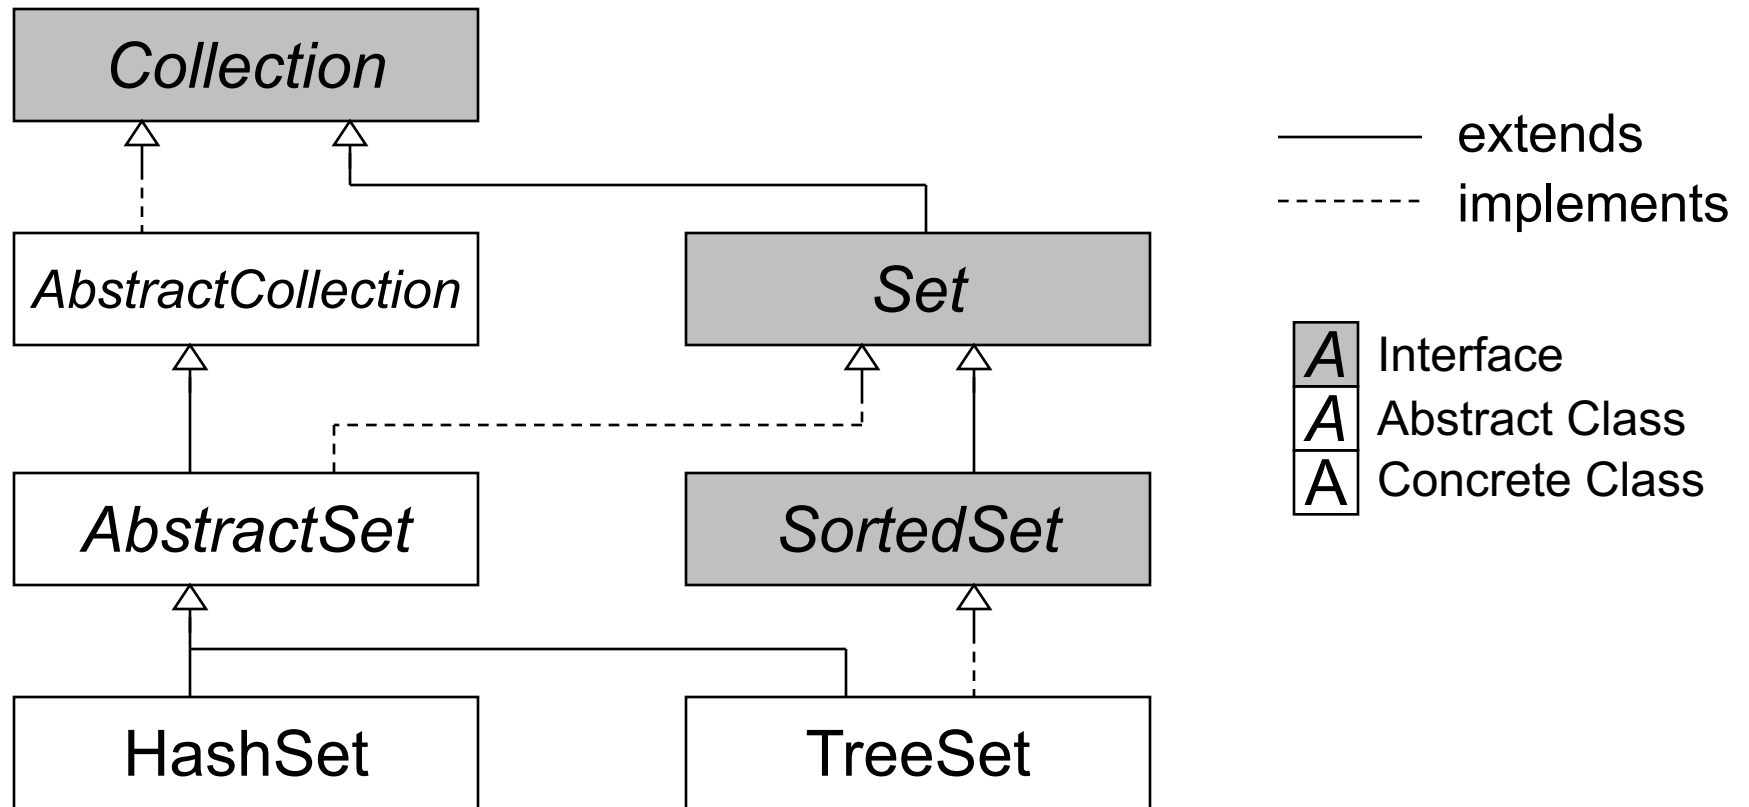 Collection
extends
implements
AbstractCollection
Set
A Interface
A Abstract Class
A Concrete Class
AbstractSet
SortedSet
HashSet
TreeSet